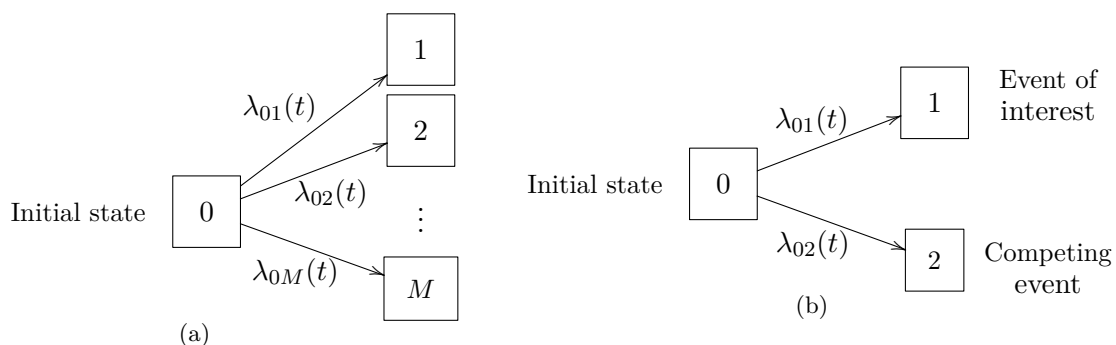 1
λ01(t)
2
λ02(t)
Initial state
0
⋮
λ0M(t)
M
(a)
Event of
interest
1
λ01(t)
Initial state
0
λ02(t)
2
Competing
event
(b)